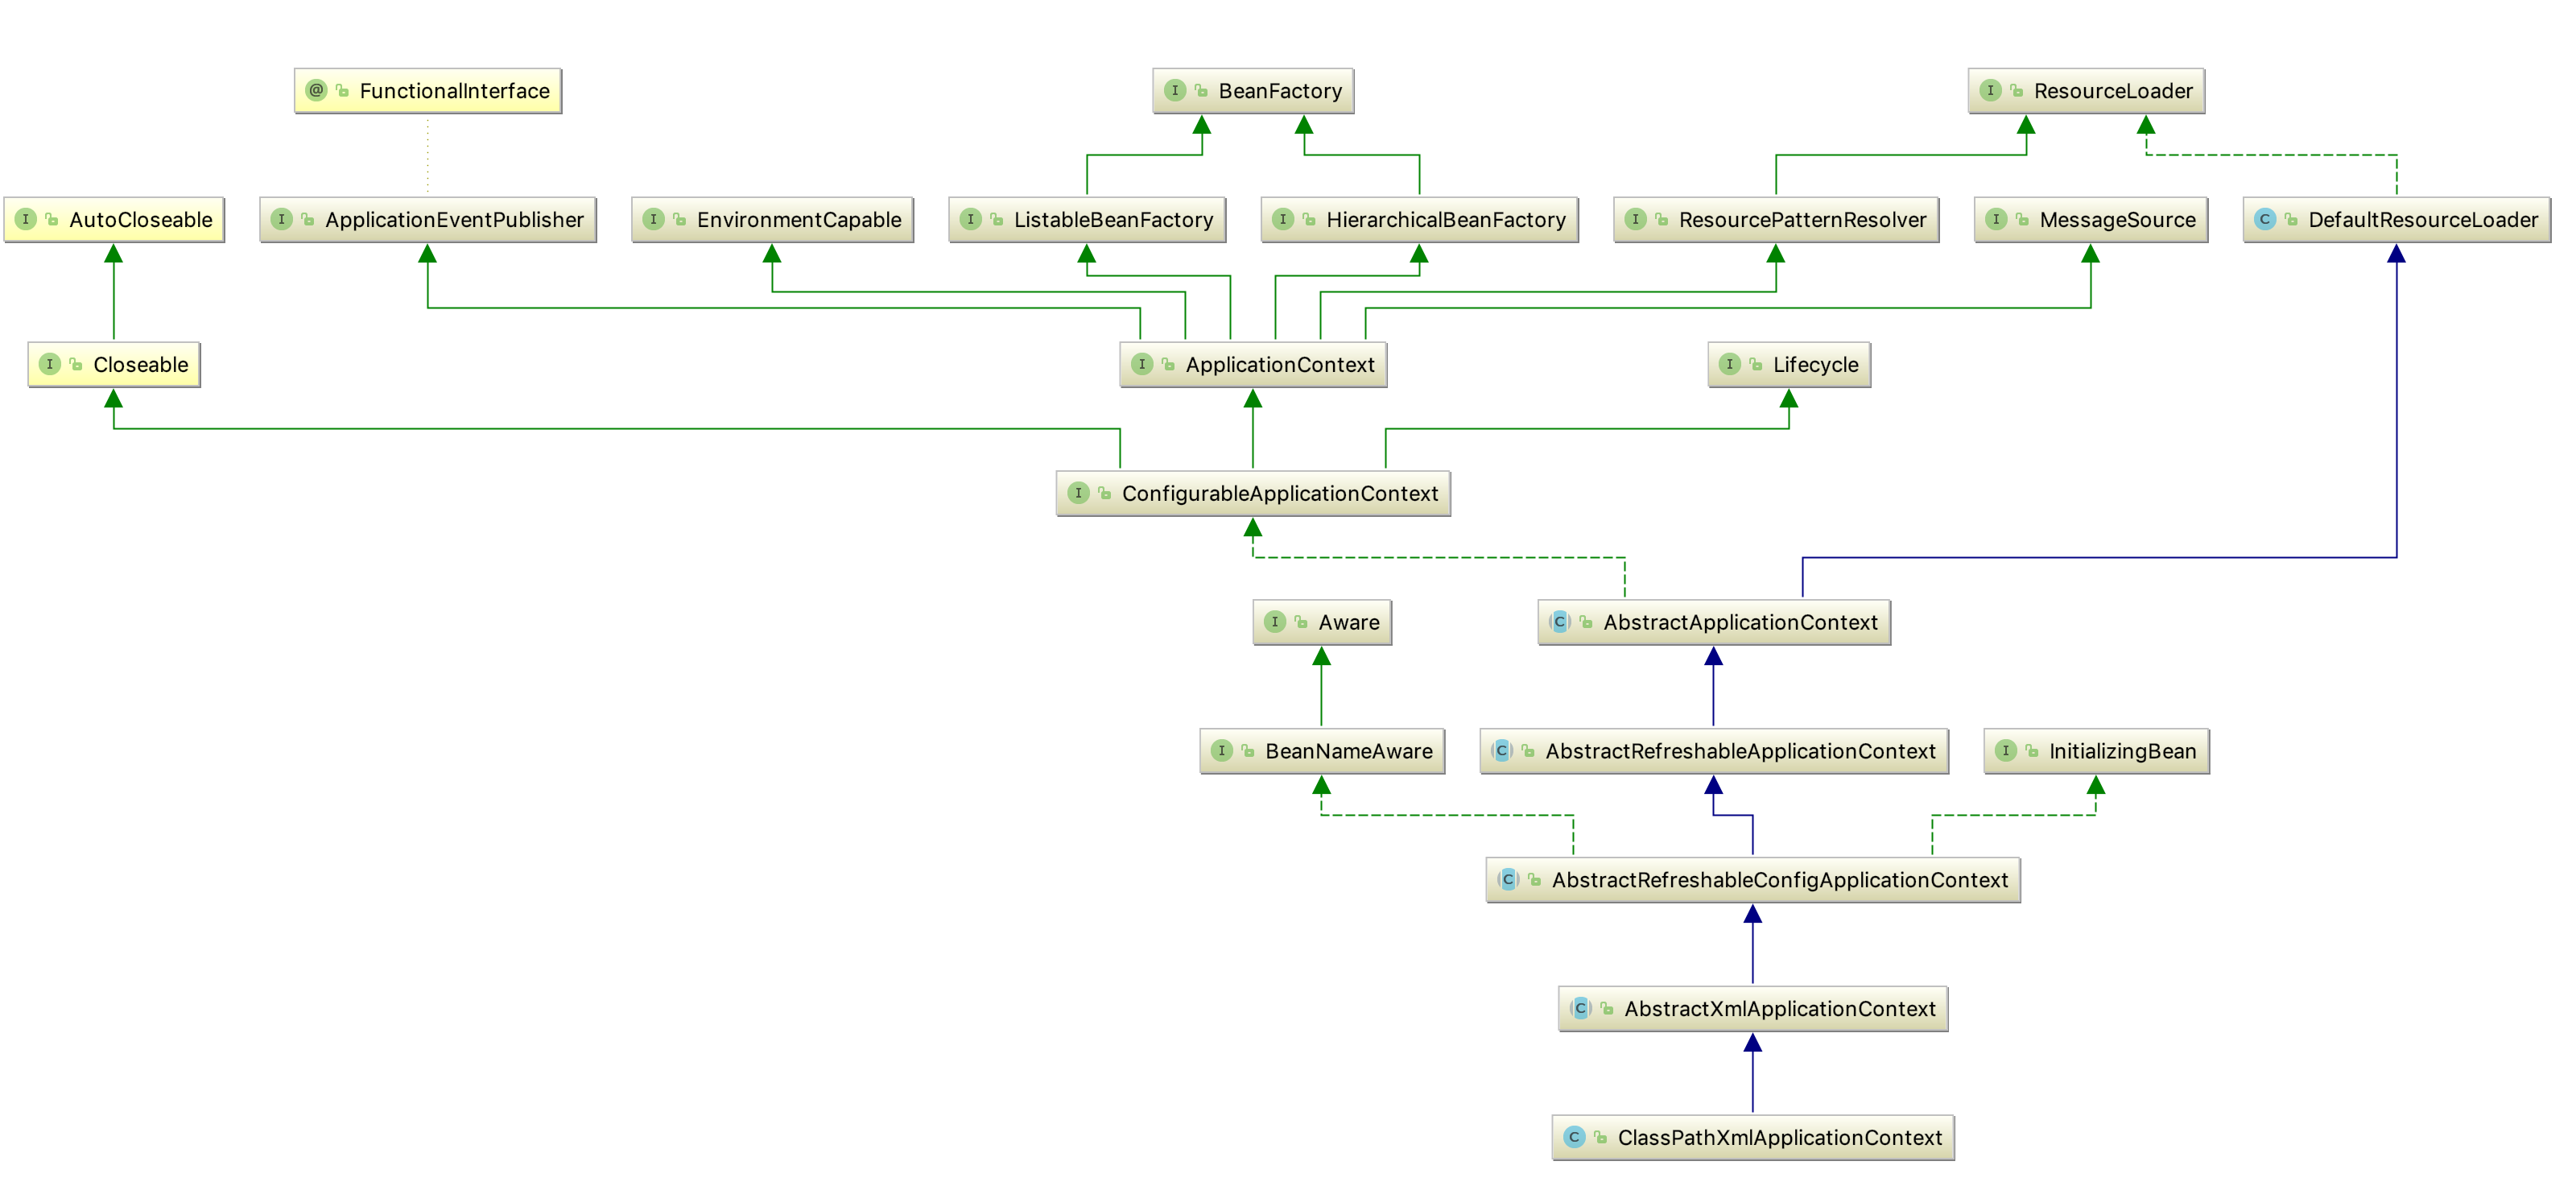 @ FunctionalInterface
I BeanFactory
I ResourceLoader
I AutoCloseable
I ApplicationEventPublisher
I EnvironmentCapable
I ListableBeanFactory
I HierarchicalBeanFactory
I ResourcePatternResolver
I MessageSource
C DefaultResourceLoader
I Closeable
I ApplicationContext
I Lifecycle
I ConfigurableApplicationContext
I Aware
C AbstractApplicationContext
I BeanNameAware
C AbstractRefreshableApplicationContext
I InitializingBean
C AbstractRefreshableConfigApplicationContext
C AbstractXmlApplicationContext
C ClassPathXmlApplicationContext